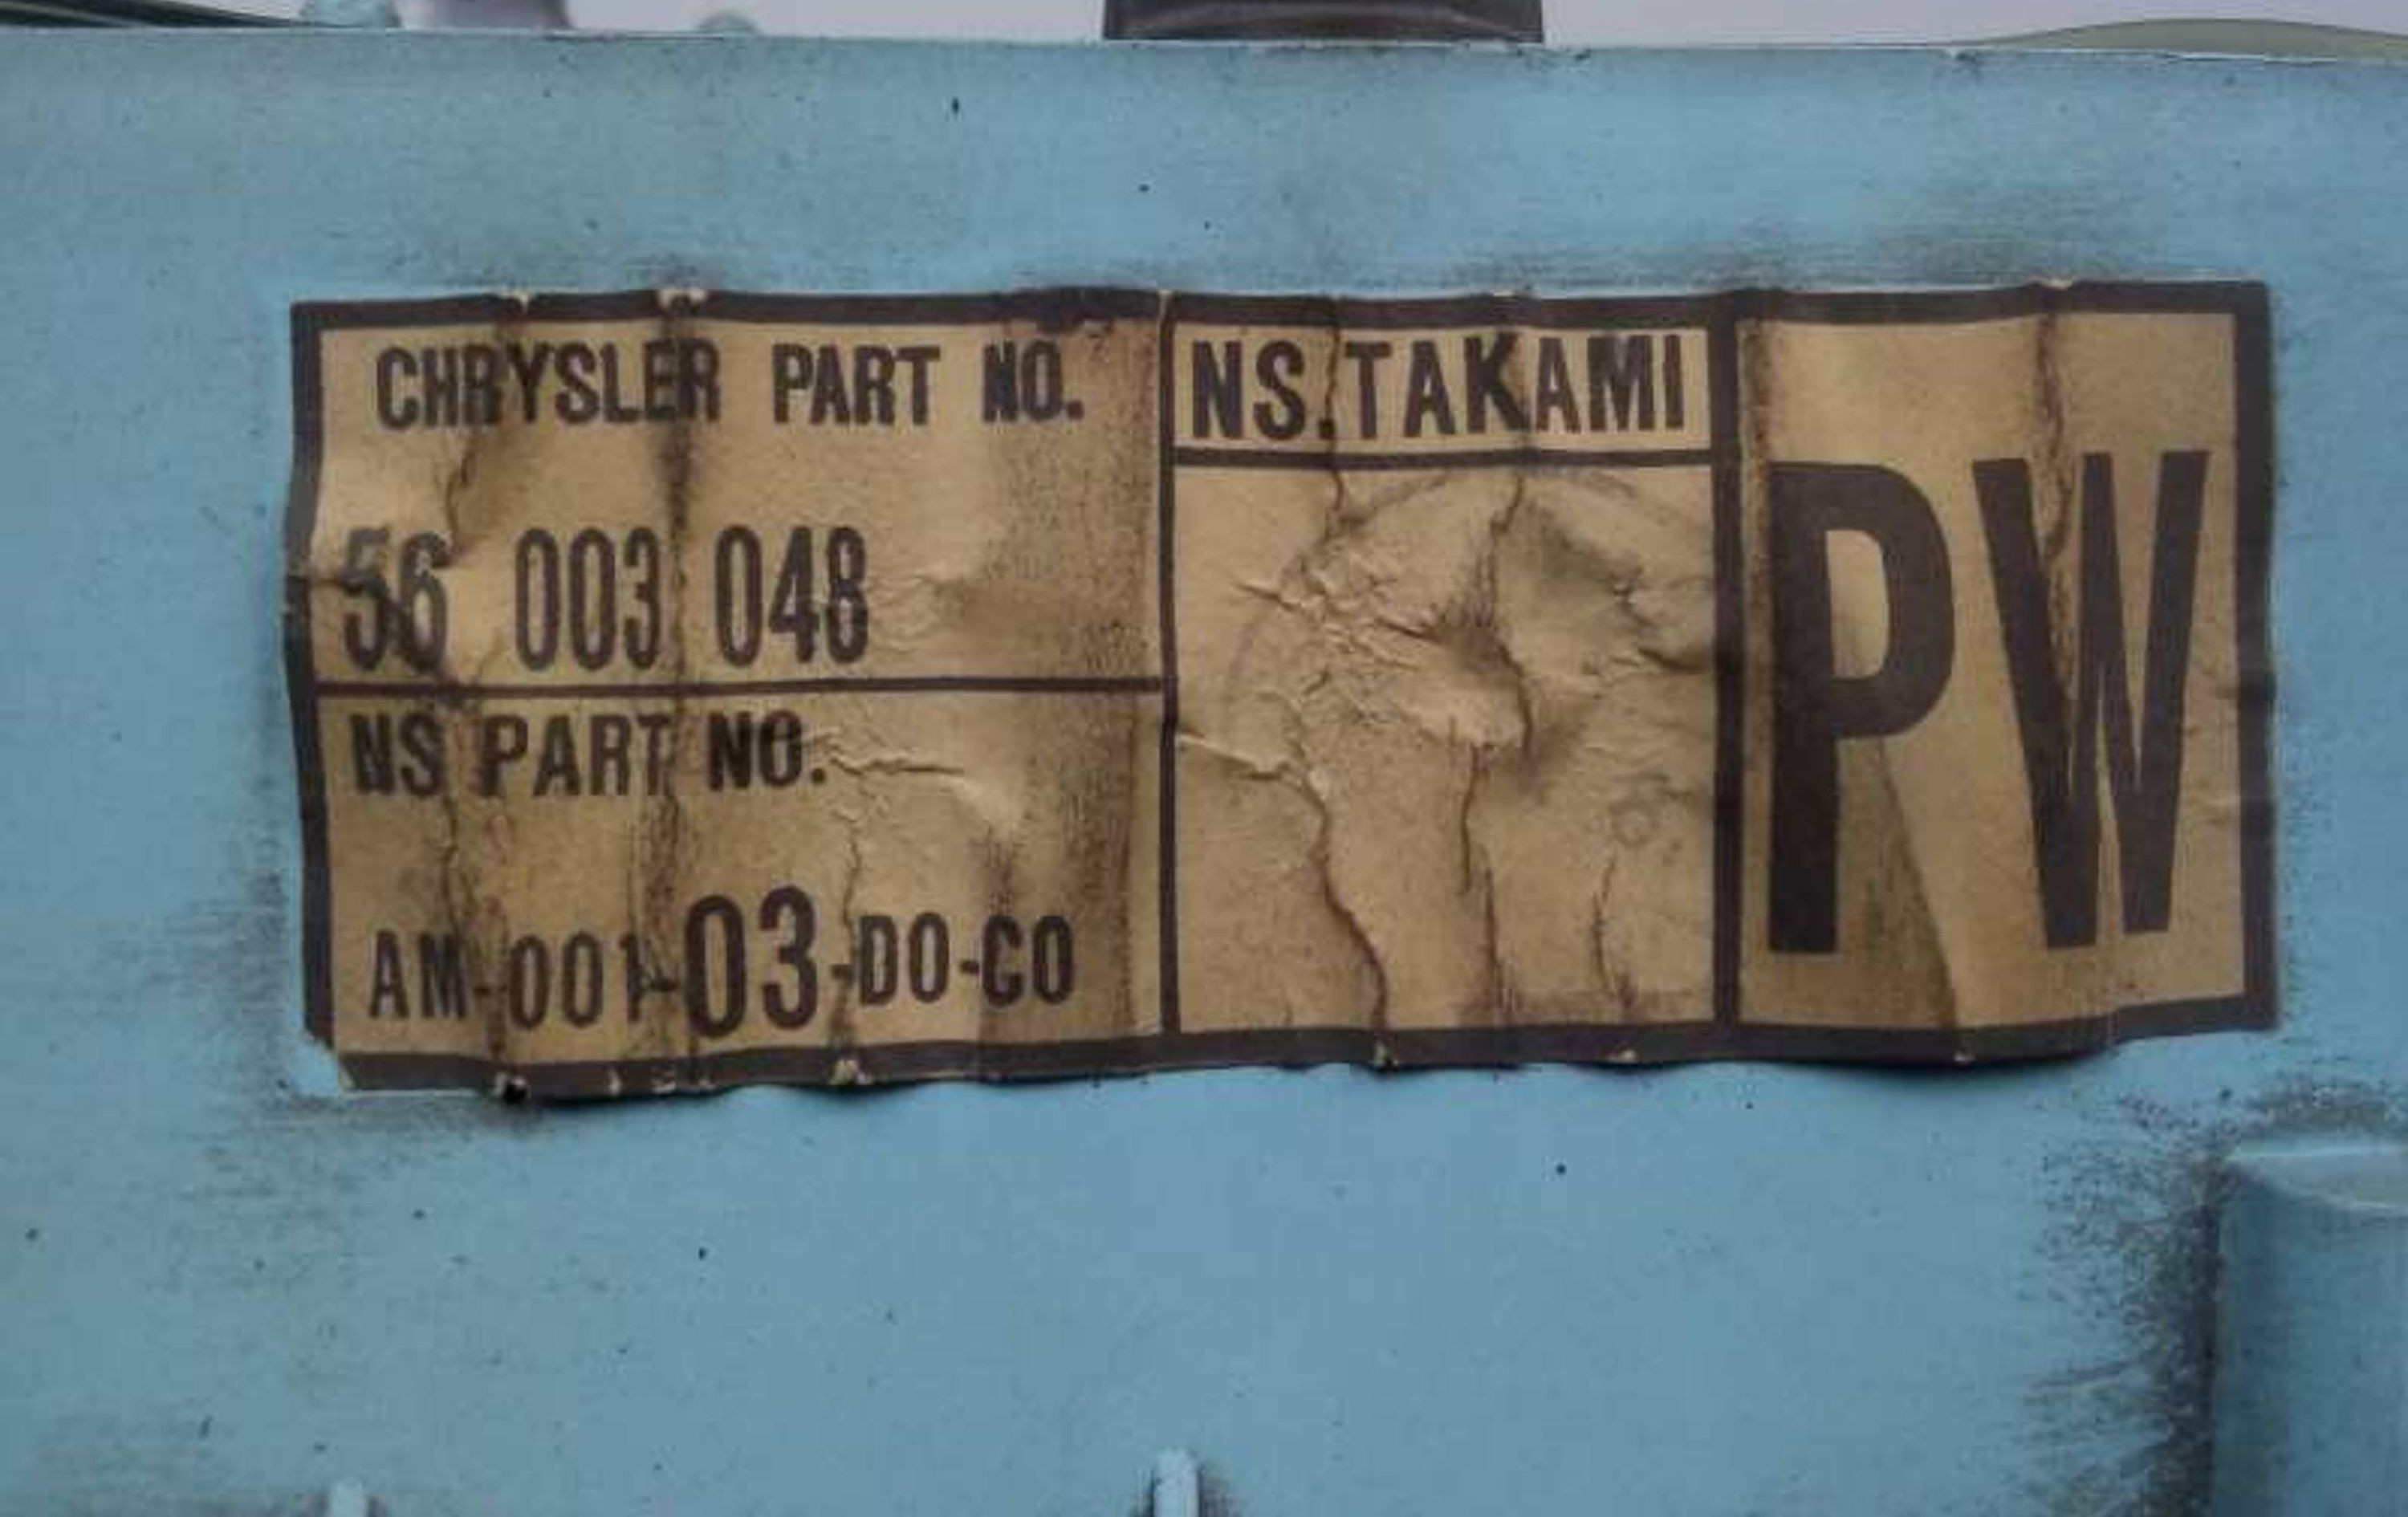 CHRYSLER PART NO.
56 003 048
NS PART NO.
AM-001-03-DO-CO
NS.TAKAMI
PW